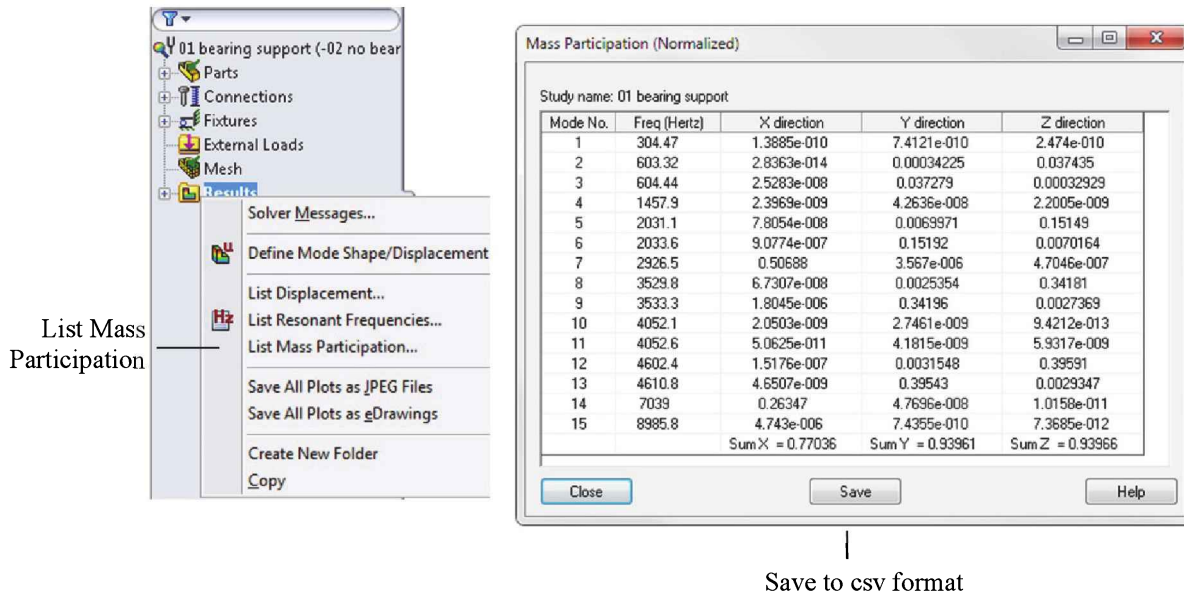 01 bearing support (-02 no bear
Parts
Connections
Fixtures
External Loads
Mesh
Results
Solver Messages...
Define Mode Shape/Displacement
List Displacement...
List Resonant Frequencies...
List Mass Participation...
Save All Plots as JPEG Files
Save All Plots as eDrawings
Create New Folder
Copy
List Mass
Participation
Mass Participation (Normalized)
Study name: 01 bearing support
Mode No. Freq (Hertz) X direction Y direction Z direction
1 304.47 1.3885e-010 7.4121e-010 2.474e-010
2 603.32 2.8363e-014 0.00034225 0.037435
3 604.44 2.5283e-008 0.037279 0.00032929
4 1457.9 2.3969e-009 4.2636e-008 2.2005e-009
5 2031.1 7.8054e-008 0.0069971 0.15149
6 2033.6 9.0774e-007 0.15192 0.0070164
7 2926.5 0.50688 3.567e-006 4.7046e-007
8 3529.8 6.7307e-008 0.0025354 0.34181
9 3533.3 1.8045e-006 0.34196 0.0027369
10 4052.1 2.0503e-009 2.7461e-009 9.4212e-013
11 4052.6 5.0625e-011 4.1815e-009 5.9317e-009
12 4602.4 1.5176e-007 0.0031548 0.39591
13 4610.8 4.6507e-009 0.39543 0.0029347
14 7039 0.26347 4.7696e-008 1.0158e-011
15 8985.8 4.743e-006 7.4355e-010 7.3685e-012
Sum X = 0.77036 Sum Y = 0.93961 Sum Z = 0.93966
Close Save Help
Save to csv format